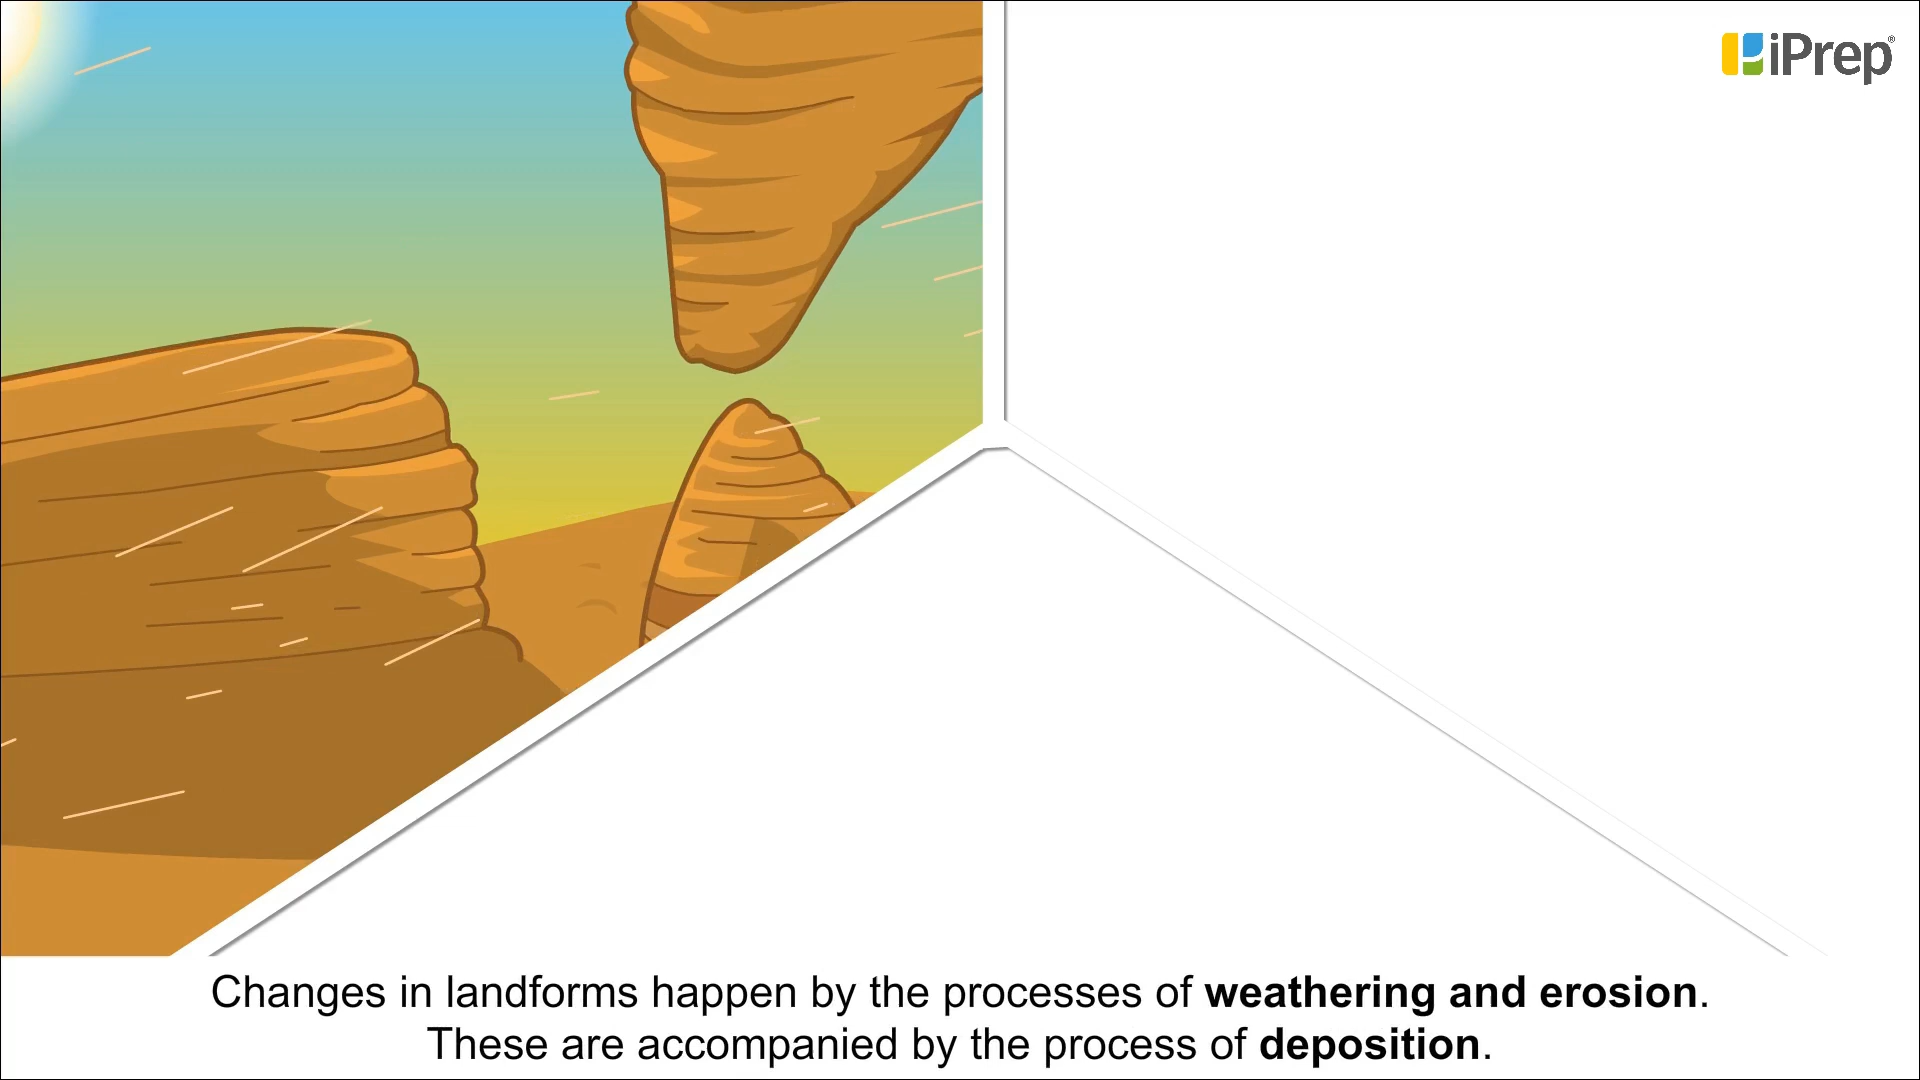 iPrep®
Changes in landforms happen by the processes of weathering and erosion.
These are accompanied by the process of deposition.